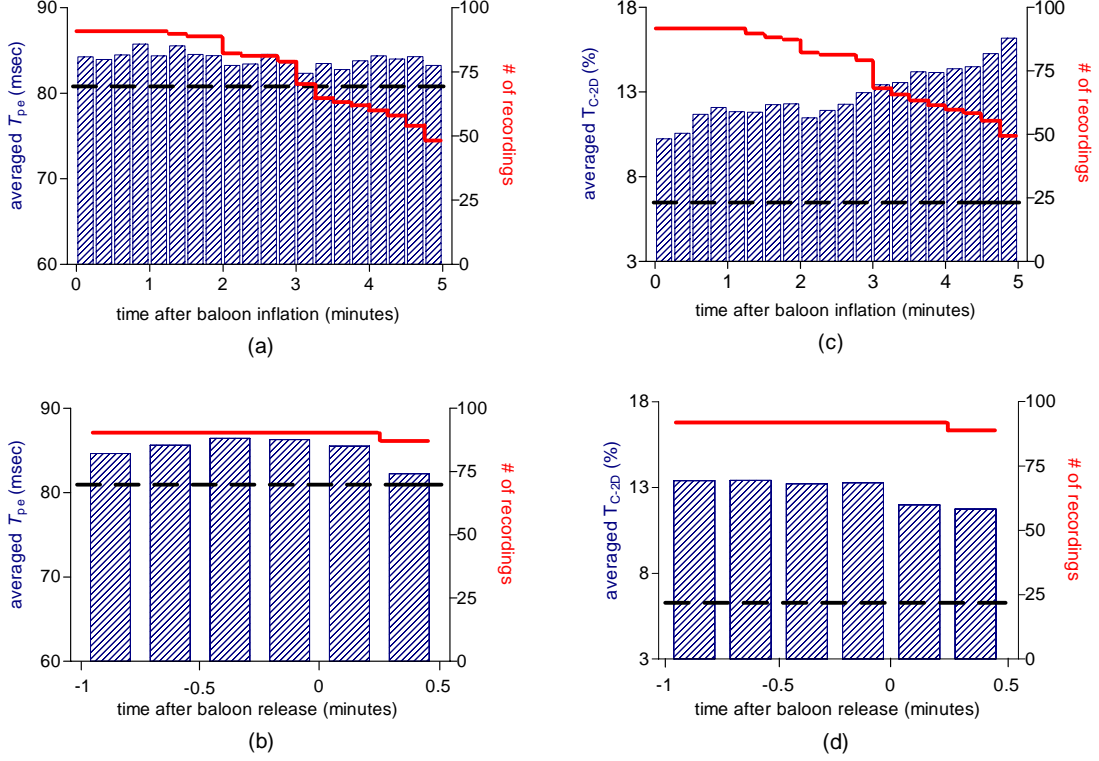 90
80
70
60
averaged Tpe (msec)
100
75
50
25
0
# of recordings
0 1 2 3 4 5
time after baloon inflation (minutes)
(a)
18
13
8
3
averaged TC-2D (%)
100
75
50
25
0
# of recordings
0 1 2 3 4 5
time after baloon inflation (minutes)
(c)
90
80
70
60
averaged Tpe (msec)
100
75
50
25
0
# of recordings
-1 -0.5 0 0.5
time after baloon release (minutes)
(b)
18
13
8
3
averaged TC-2D (%)
100
75
50
25
0
# of recordings
-1 -0.5 0 0.5
time after baloon release (minutes)
(d)